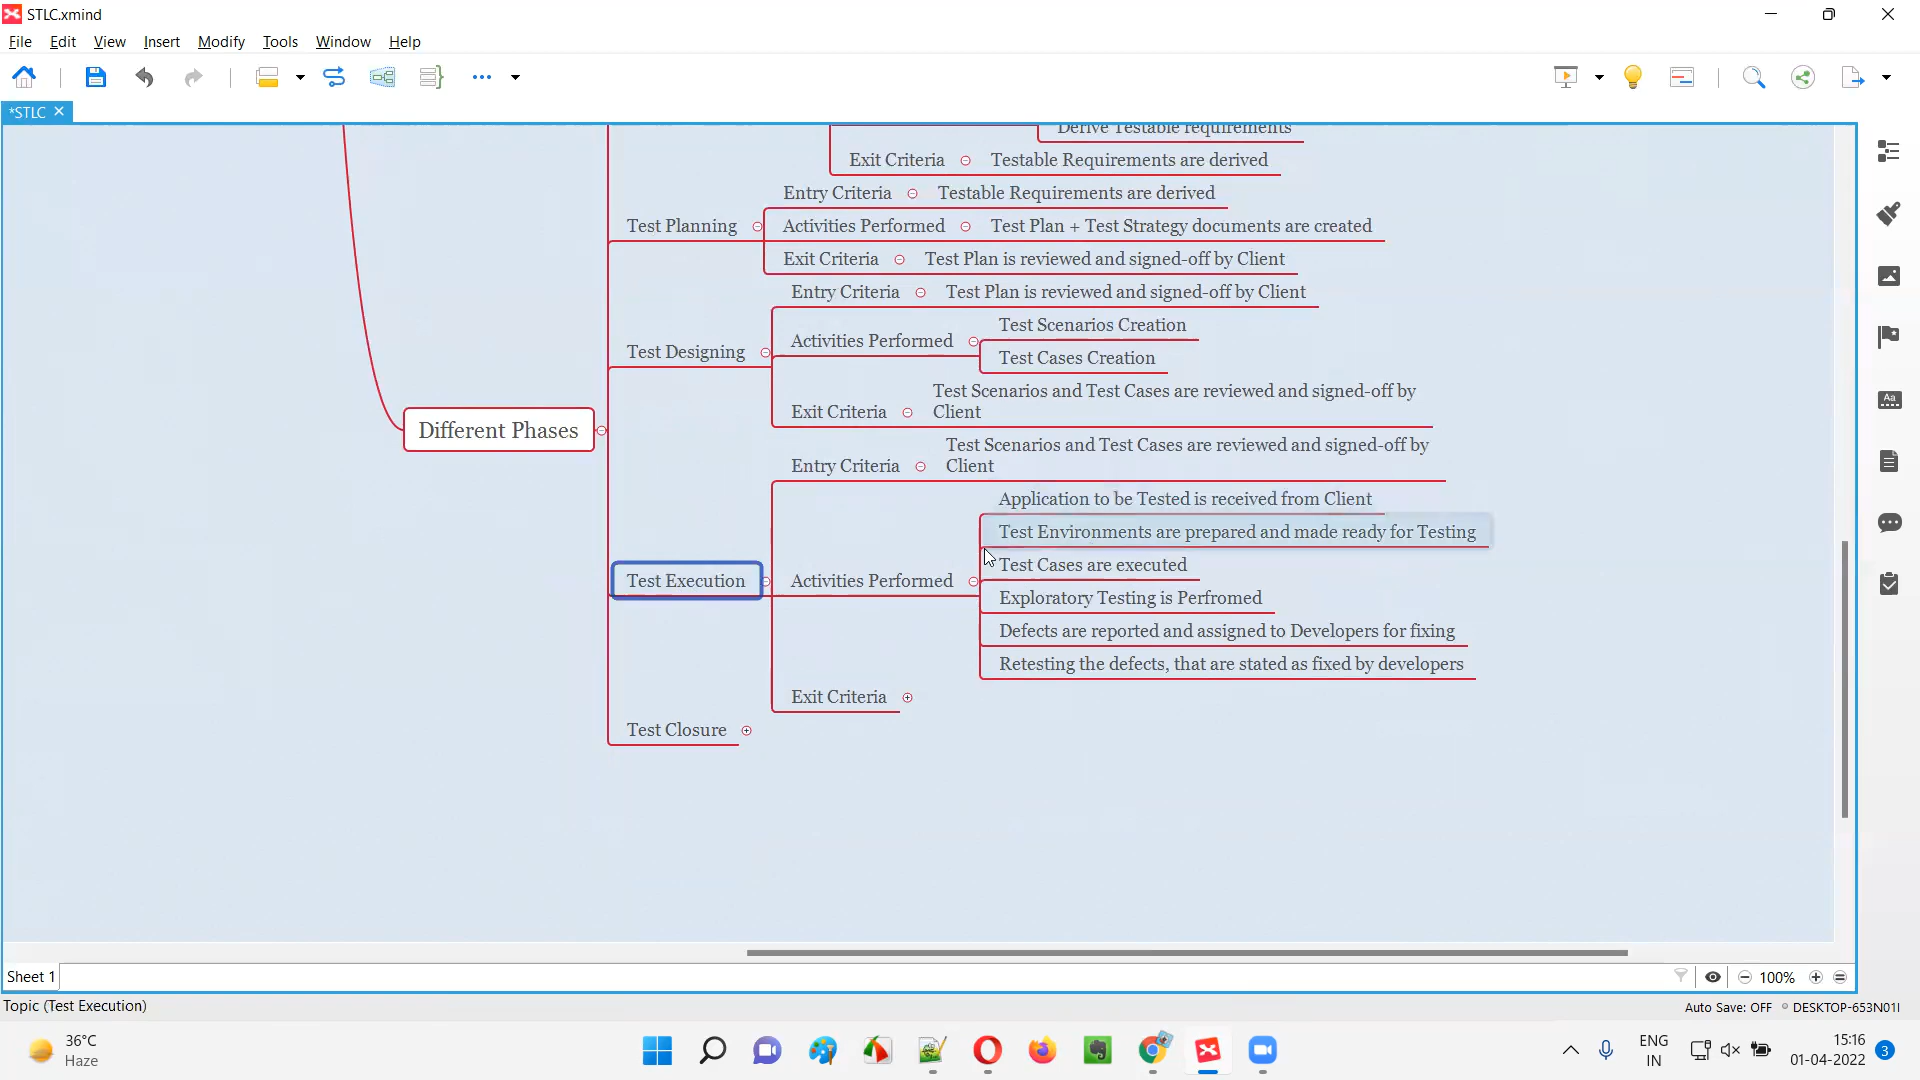 STLC.xmind
File Edit View Insert Modify Tools Window Help
*STLC
Derive Testable requirements
Exit Criteria Testable Requirements are derived
Entry Criteria Testable Requirements are derived
Test Planning Activities Performed Test Plan + Test Strategy documents are created
Exit Criteria Test Plan is reviewed and signed-off by Client
Entry Criteria Test Plan is reviewed and signed-off by Client
Test Scenarios Creation
Test Designing Activities Performed
Test Cases Creation
Test Scenarios and Test Cases are reviewed and signed-off by
Exit Criteria Client
Different Phases
Test Scenarios and Test Cases are reviewed and signed-off by
Entry Criteria Client
Application to be Tested is received from Client
Test Environments are prepared and made ready for Testing
Test Cases are executed
Test Execution Activities Performed
Exploratory Testing is Perfromed
Defects are reported and assigned to Developers for fixing
Retesting the defects, that are stated as fixed by developers
Exit Criteria
Test Closure
Aa
Sheet 1
100%
Topic (Test Execution)
Auto Save: OFF DESKTOP-653N01I
36°C
Haze
ENG
IN
15:16
01-04-2022
3